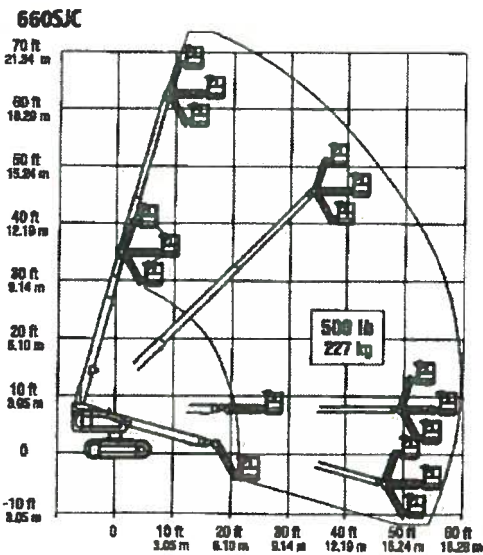 660SJC
70 ft
21.34 m
60 ft
18.29 m
50 ft
15.24 m
40 ft
12.19 m
30 ft
9.14 m
20 ft
6.10 m
10 ft
3.05 m
0
-10 ft
3.05 m
500 lb
227 kg
0 10 ft 20 ft 30 ft 40 ft 50 ft 60 ft
3.05 m 6.10 m 9.14 m 12.19 m 15.24 m 18.29 m